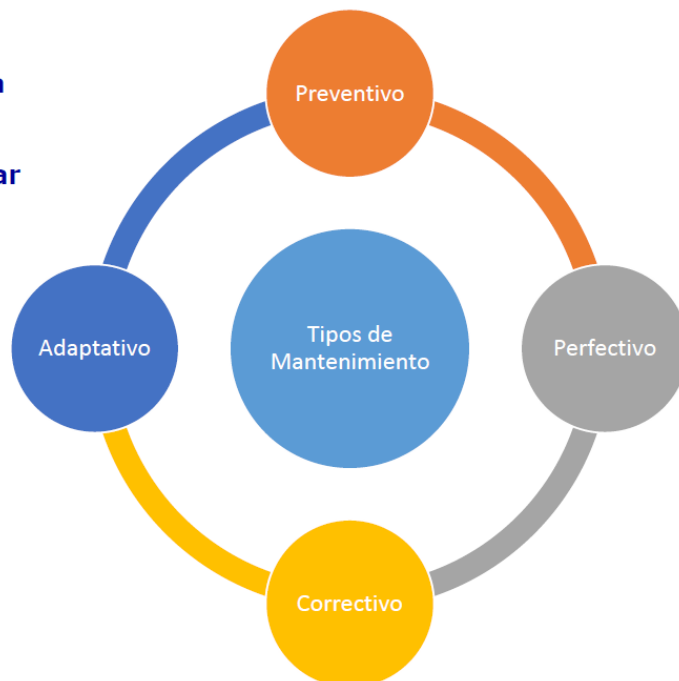 Preventivo
Adaptativo
Tipos de
Mantenimiento
Perfectivo
Correctivo